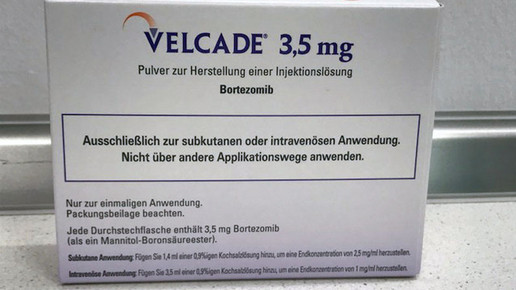 VELCADE® 3,5 mg
Pulver zur Herstellung einer Injektionslösung
Bortezomib
Ausschließlich zur subkutanen oder intravenösen Anwendung.
Nicht über andere Applikationswege anwenden.
Nur zur einmaligen Anwendung.
Packungsbeilage beachten.
Jede Durchstechflasche enthält 3,5 mg Bortezomib
(als ein Mannitol-Boronsäureester).
Subkutane Anwendung: Fügen Sie 1,4 ml einer 0,9%igen Kochsalzlösung hinzu, um eine Endkonzentration von 2,5 mg/ml herzustellen.
Intravenöse Anwendung: Fügen Sie 3,5 ml einer 0,9%igen Kochsalzlösung hinzu, um eine Endkonzentration von 1 mg/ml herzustellen.